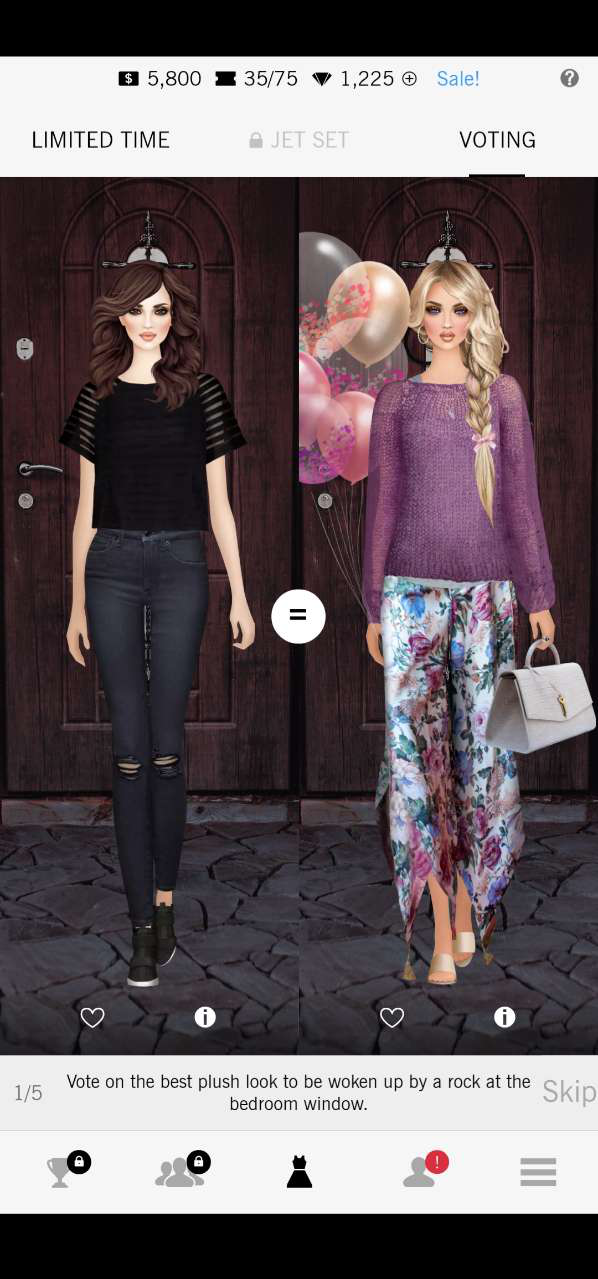 $ 5,800 35/75 1,225 Sale! ?
LIMITED TIME JET SET VOTING
=
i i
1/5 Vote on the best plush look to be woken up by a rock at the bedroom window. Skip
!